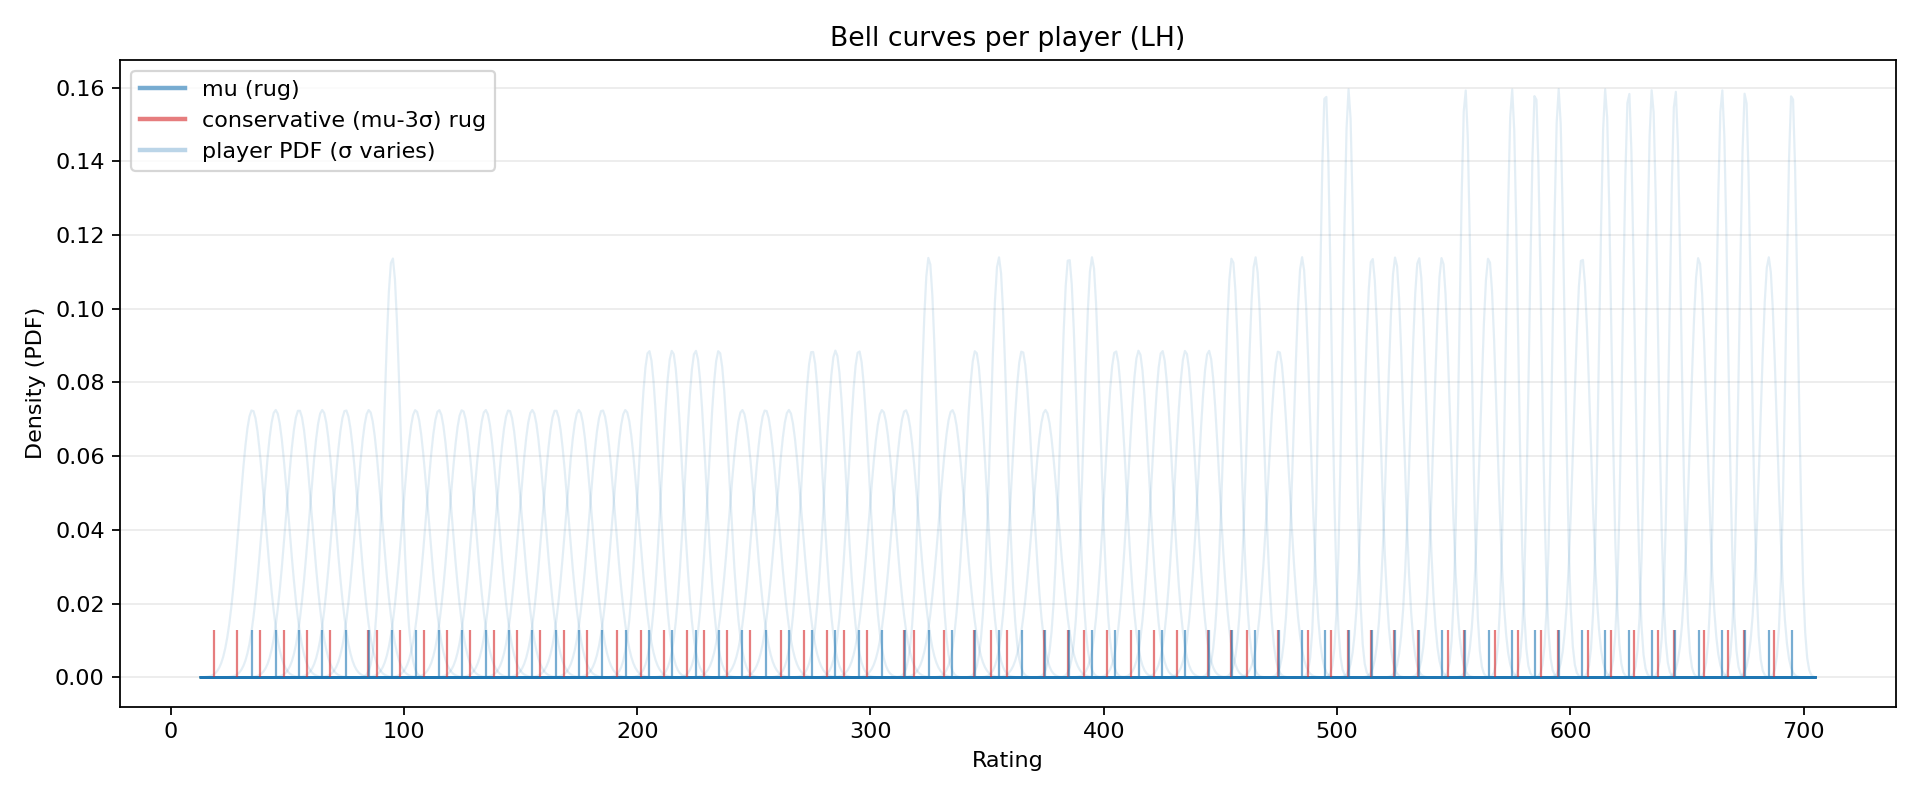 Bell curves per player (LH)
mu (rug)
conservative (mu-3σ) rug
player PDF (σ varies)
Density (PDF)
0.16
0.14
0.12
0.10
0.08
0.06
0.04
0.02
0.00
0 100 200 300 400 500 600 700
Rating